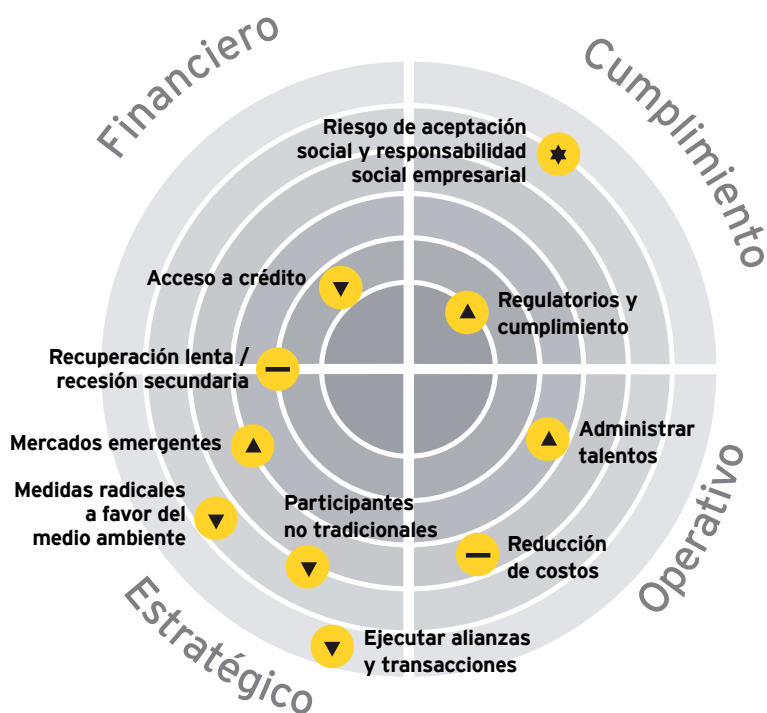 Financiero
Cumplimiento
Riesgo de aceptación
social y responsabilidad
social empresarial
Acceso a crédito
Regulatorios y
cumplimiento
Recuperación lenta /
recesión secundaria
Mercados emergentes
Administrar
talentos
Medidas radicales
a favor del
medio ambiente
Participantes
no tradicionales
Reducción
de costos
Ejecutar alianzas
y transacciones
Estratégico
Operativo